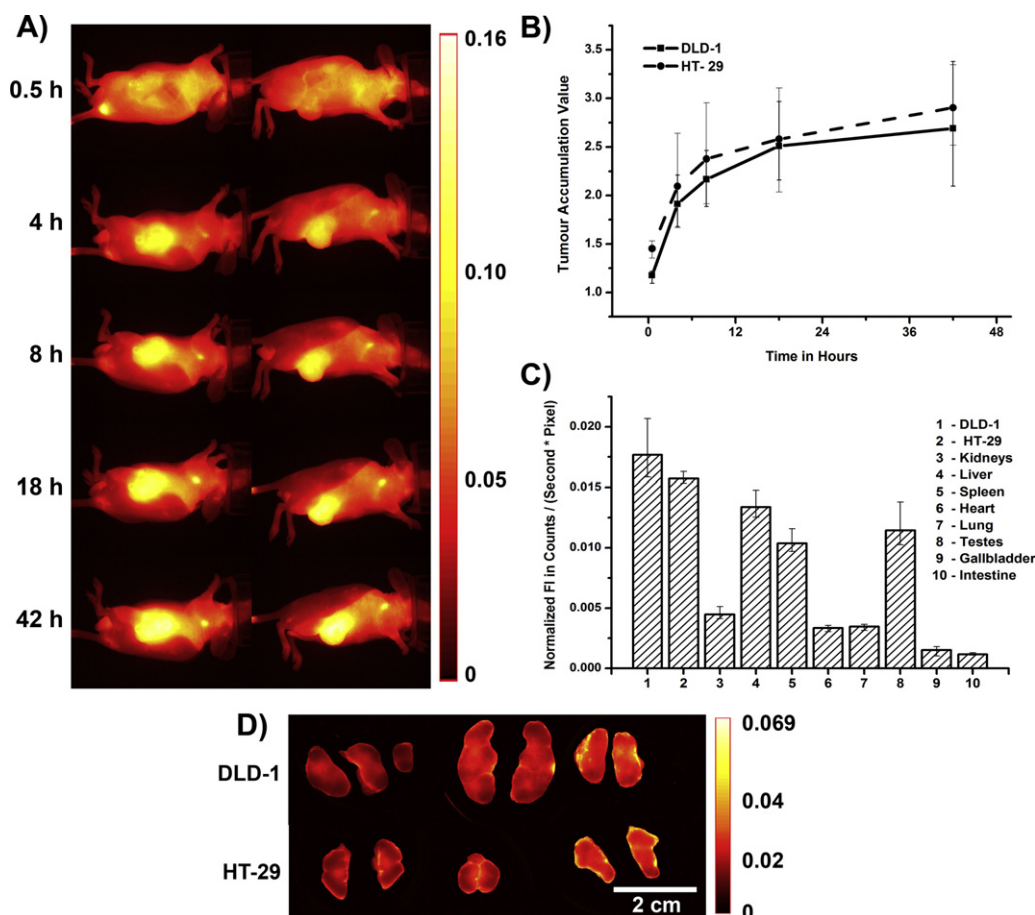 A)
0.5 h
4 h
8 h
18 h
42 h
0.16
0.10
0.05
0
B)
DLD-1
HT- 29
3.5
3.0
2.5
2.0
1.5
1.0
Tumour Accumulation Value
0 12 24 36 48
Time in Hours
C)
Normalized FI in Counts / (Second * Pixel)
0.020
0.015
0.010
0.005
0.000
1 2 3 4 5 6 7 8 9 10
1 - DLD-1
2 - HT-29
3 - Kidneys
4 - Liver
5 - Spleen
6 - Heart
7 - Lung
8 - Testes
9 - Gallbladder
10 - Intestine
D)
DLD-1
HT-29
2 cm
0.069
0.04
0.02
0